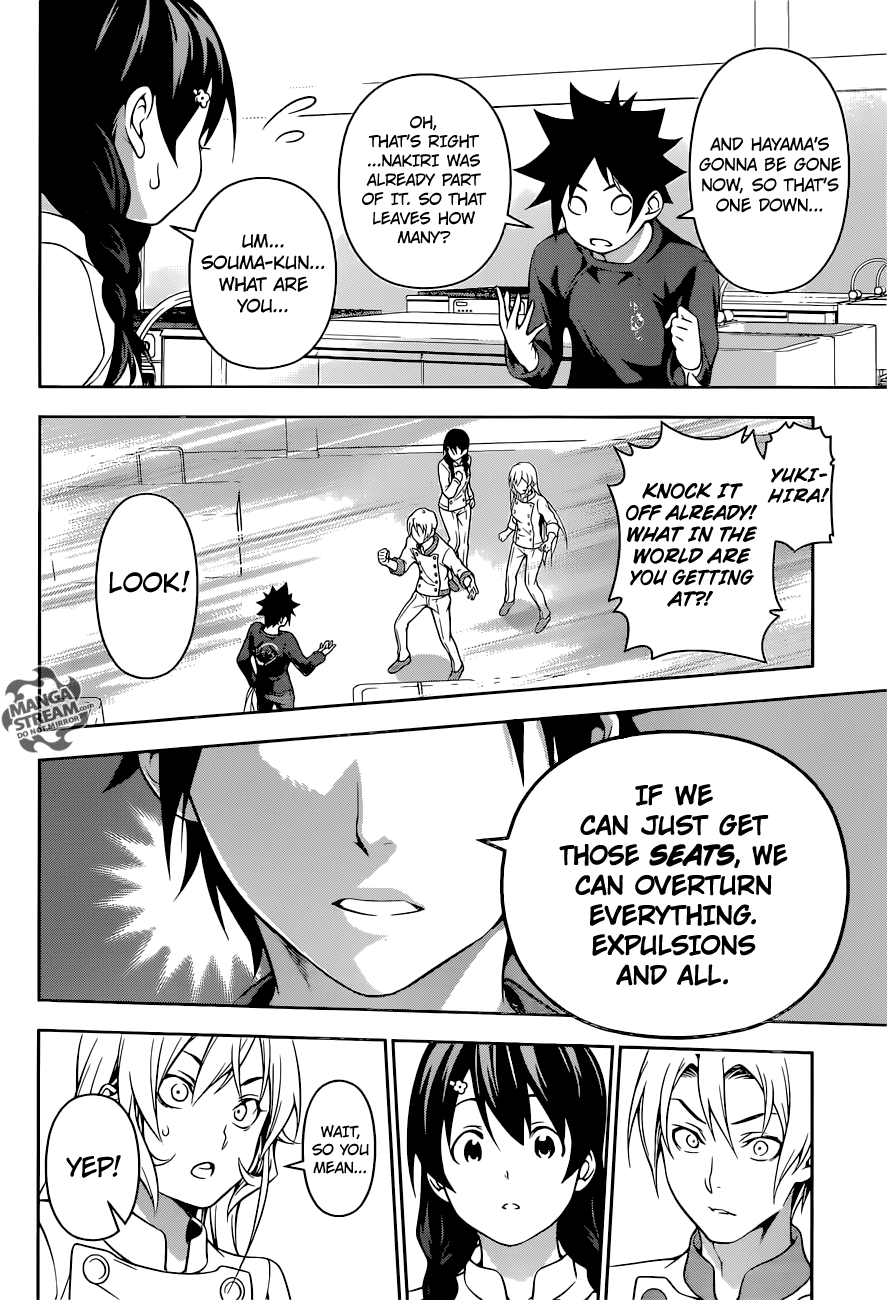 AND HAYAMA'S
GONNA BE GONE
NOW, SO THAT'S
ONE DOWN...
OH,
THAT'S RIGHT
...NAKIRI WAS
ALREADY PART
OF IT. SO THAT
LEAVES HOW
MANY?
UM...
SOUMA-KUN...
WHAT ARE
YOU...
YUKI-
HIRA!
KNOCK IT
OFF ALREADY!
WHAT IN THE
WORLD ARE
YOU GETTING
AT?!
LOOK!
MANGA
STREAM.com
DO NOT MIRROR
IF WE
CAN JUST GET
THOSE SEATS, WE
CAN OVERTURN
EVERYTHING.
EXPULSIONS
AND ALL.
WAIT,
SO YOU
MEAN...
YEP!